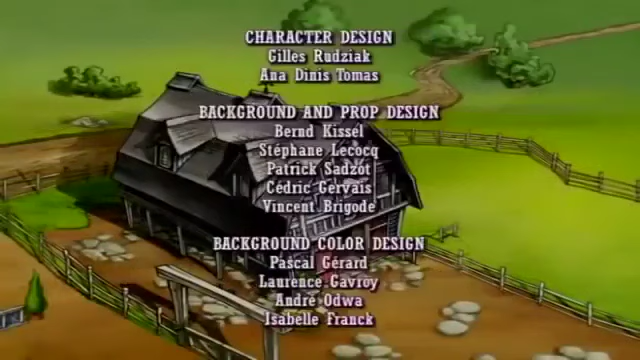 CHARACTER DESIGN
Gilles Rudziak
Ana Dinis Tomas
BACKGROUND AND PROP DESIGN
Bernd Kissel
Stéphane Lecocq
Patrick Sadzot
Cédric Gervais
Vincent Brigode
BACKGROUND COLOR DESIGN
Pascal Gérard
Laurence Gavroy
André Odwa
Isabelle Franck